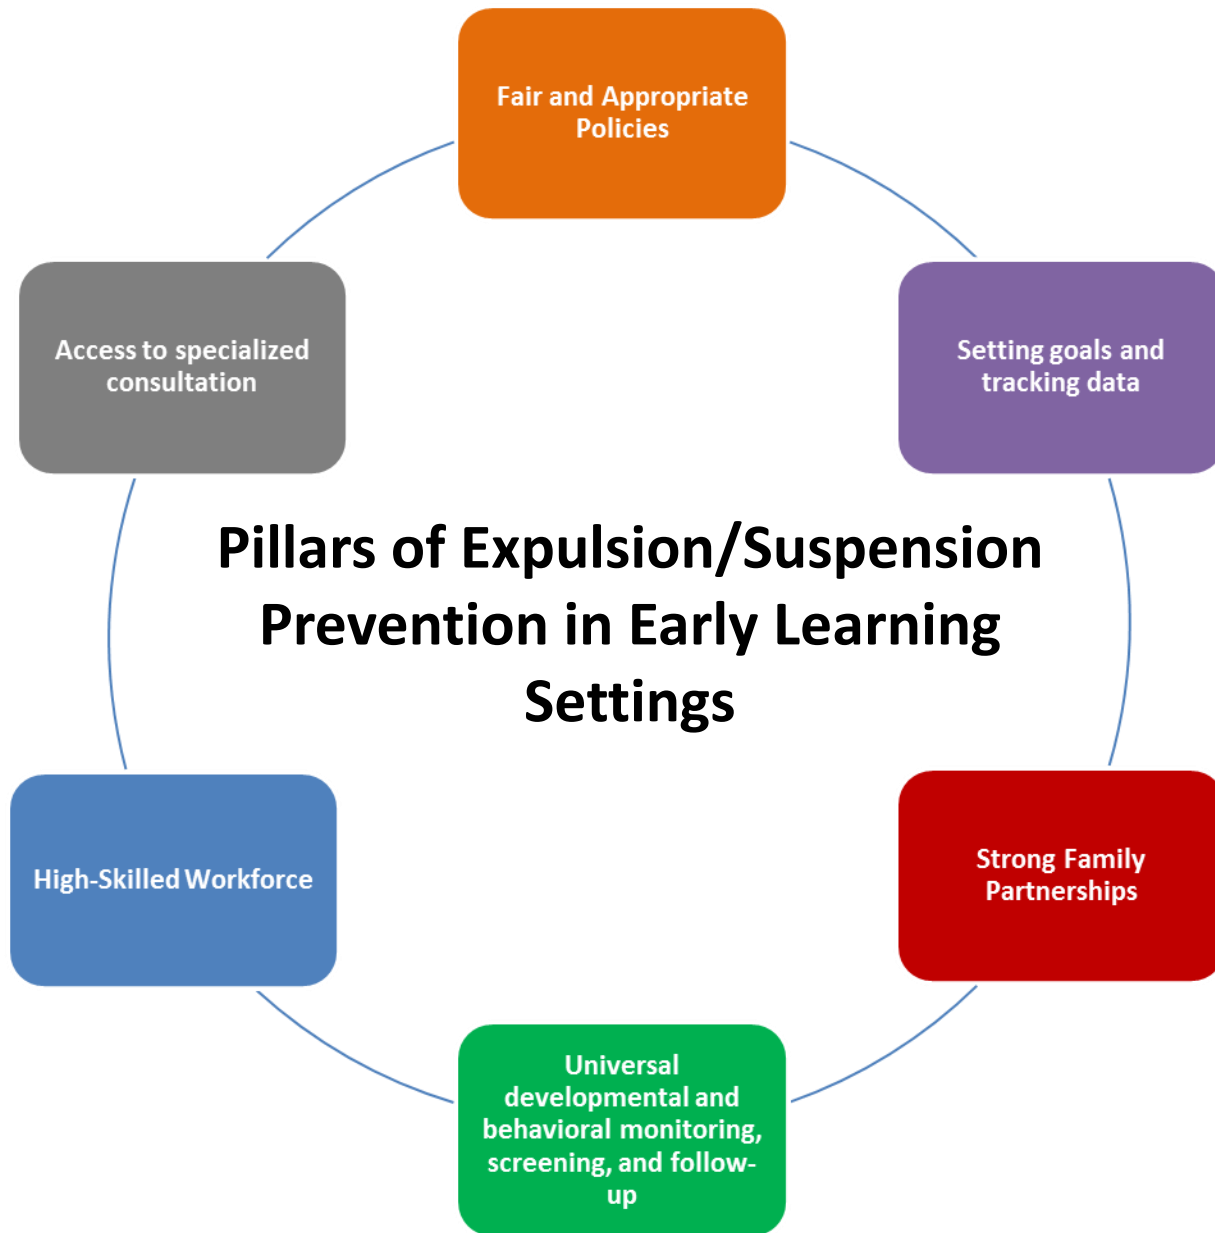 Fair and Appropriate
Policies
Access to specialized
consultation
Setting goals and
tracking data
Pillars of Expulsion/Suspension
Prevention in Early Learning
Settings
High-Skilled Workforce
Strong Family
Partnerships
Universal
developmental and
behavioral monitoring,
screening, and follow-
up